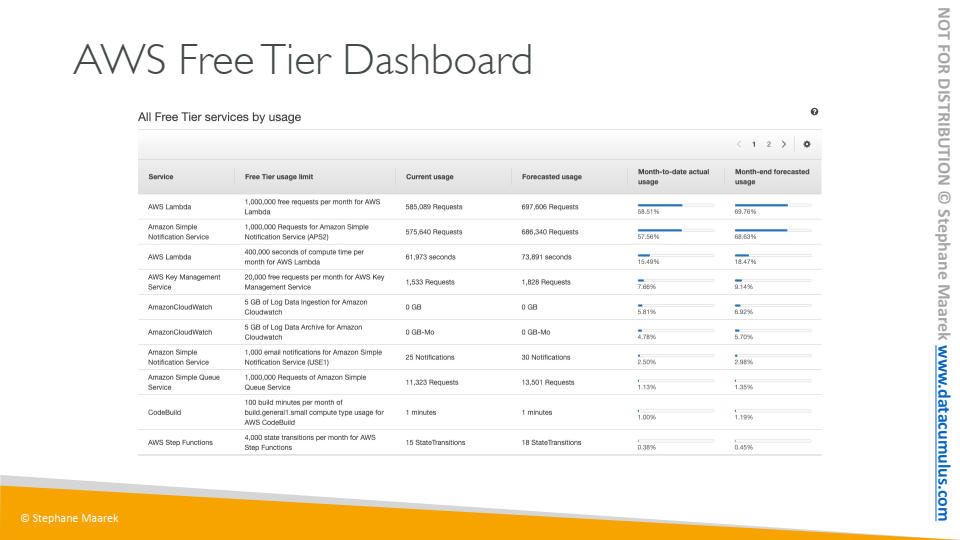 AWS Free Tier Dashboard
All Free Tier services by usage
1 2
Service Free Tier usage limit Current usage Forecasted usage Month-to-date actual usage Month-end forecasted usage
AWS Lambda 1,000,000 free requests per month for AWS Lambda 585,089 Requests 697,606 Requests 58.51% 69.76%
Amazon Simple Notification Service 1,000,000 Requests for Amazon Simple Notification Service (APS2) 575,640 Requests 686,340 Requests 57.56% 68.63%
AWS Lambda 400,000 seconds of compute time per month for AWS Lambda 61,973 seconds 73,891 seconds 15.49% 18.47%
AWS Key Management Service 20,000 free requests per month for AWS Key Management Service 1,533 Requests 1,828 Requests 7.66% 9.14%
AmazonCloudWatch 5 GB of Log Data Ingestion for Amazon Cloudwatch 0 GB 0 GB 5.81% 6.92%
AmazonCloudWatch 5 GB of Log Data Archive for Amazon Cloudwatch 0 GB-Mo 0 GB-Mo 4.78% 5.70%
Amazon Simple Notification Service 1,000 email notifications for Amazon Simple Notification Service (USE1) 25 Notifications 30 Notifications 2.50% 2.98%
Amazon Simple Queue Service 1,000,000 Requests of Amazon Simple Queue Service 11,323 Requests 13,501 Requests 1.13% 1.35%
CodeBuild 100 build minutes per month of build.general1.small compute type usage for AWS CodeBuild 1 minutes 1 minutes 1.00% 1.19%
AWS Step Functions 4,000 state transitions per month for AWS Step Functions 15 StateTransitions 18 StateTransitions 0.38% 0.45%
© Stephane Maarek
NOT FOR DISTRIBUTION © Stephane Maarek www.datacumulus.com